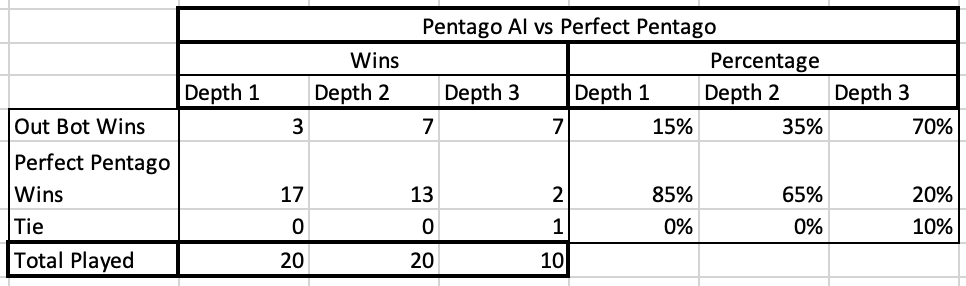 Pentago AI vs Perfect Pentago
Wins Percentage
Depth 1 Depth 2 Depth 3 Depth 1 Depth 2 Depth 3
Out Bot Wins 3 7 7 15% 35% 70%
Perfect Pentago
Wins 17 13 2 85% 65% 20%
Tie 0 0 1 0% 0% 10%
Total Played 20 20 10